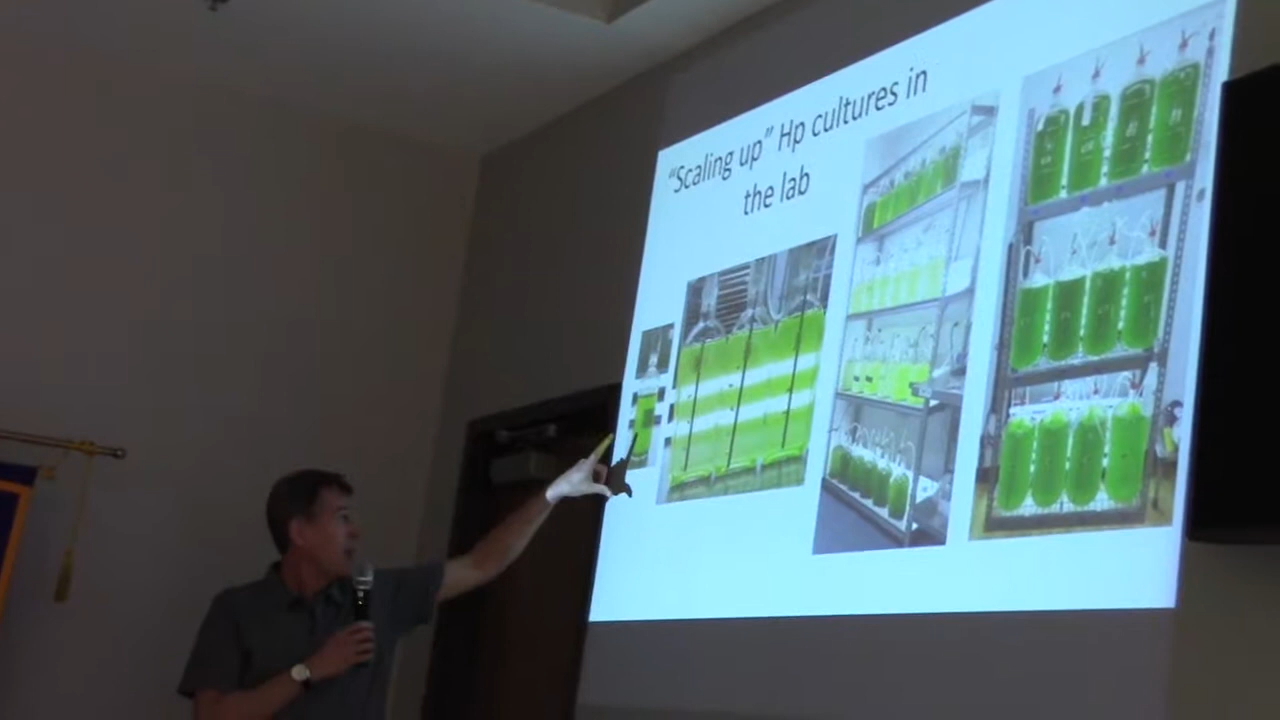 "Scaling up" Hp cultures in
the lab